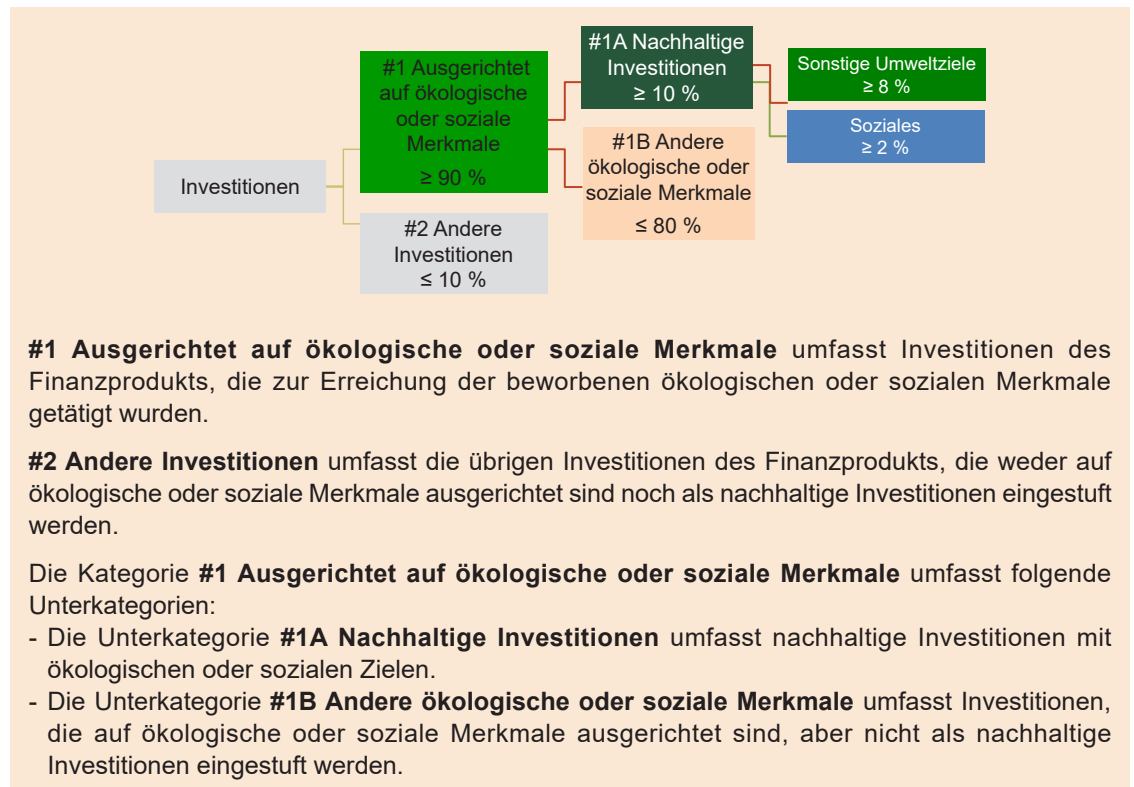 Investitionen
#1 Ausgerichtet
auf ökologische
oder soziale
Merkmale
≥ 90 %
#2 Andere
Investitionen
≤ 10 %
#1A Nachhaltige
Investitionen
≥ 10 %
#1B Andere
ökologische oder
soziale Merkmale
≤ 80 %
Sonstige Umweltziele
≥ 8 %
Soziales
≥ 2 %
#1 Ausgerichtet auf ökologische oder soziale Merkmale umfasst Investitionen des
Finanzprodukts, die zur Erreichung der beworbenen ökologischen oder sozialen Merkmale
getätigt wurden.
#2 Andere Investitionen umfasst die übrigen Investitionen des Finanzprodukts, die weder auf
ökologische oder soziale Merkmale ausgerichtet sind noch als nachhaltige Investitionen eingestuft
werden.
Die Kategorie #1 Ausgerichtet auf ökologische oder soziale Merkmale umfasst folgende
Unterkategorien:
- Die Unterkategorie #1A Nachhaltige Investitionen umfasst nachhaltige Investitionen mit
ökologischen oder sozialen Zielen.
- Die Unterkategorie #1B Andere ökologische oder soziale Merkmale umfasst Investitionen,
die auf ökologische oder soziale Merkmale ausgerichtet sind, aber nicht als nachhaltige
Investitionen eingestuft werden.